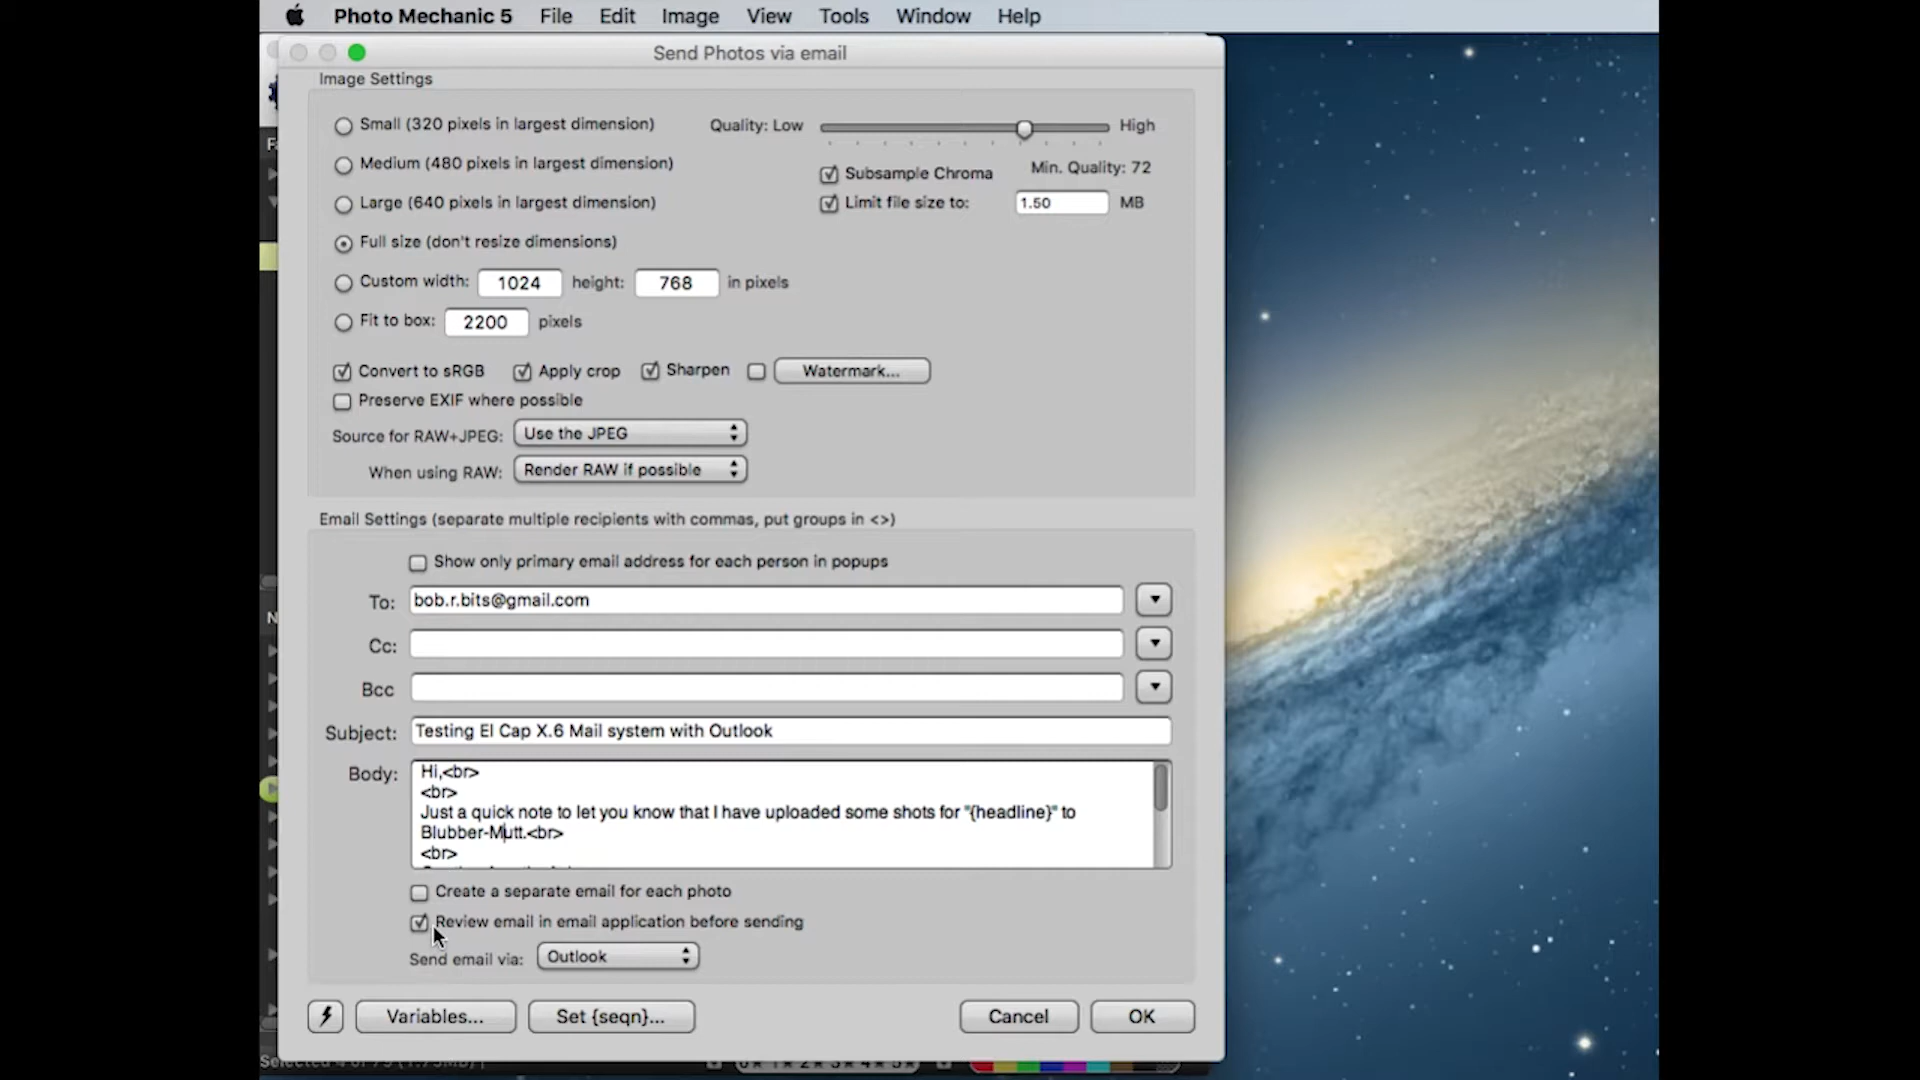 Photo Mechanic 5 File Edit Image View Tools Window Help
Send Photos via email
Image Settings
Small (320 pixels in largest dimension) Quality: Low High
Medium (480 pixels in largest dimension) Subsample Chroma Min. Quality: 72
Large (640 pixels in largest dimension) Limit file size to: 1.50 MB
Full size (don't resize dimensions)
Custom width: 1024 height: 768 in pixels
Fit to box: 2200 pixels
Convert to sRGB Apply crop Sharpen Watermark...
Preserve EXIF where possible
Source for RAW+JPEG: Use the JPEG
When using RAW: Render RAW if possible
Email Settings (separate multiple recipients with commas, put groups in <>)
Show only primary email address for each person in popups
To: bob.r.bits@gmail.com
Cc:
Bcc
Subject: Testing El Cap X.6 Mail system with Outlook
Body: Hi,<br>
<br>
Just a quick note to let you know that I have uploaded some shots for "{headline}" to
Blubber-Mutt.<br>
<br>
Create a separate email for each photo
Review email in email application before sending
Send email via: Outlook
Variables... Set {seqn}... Cancel OK